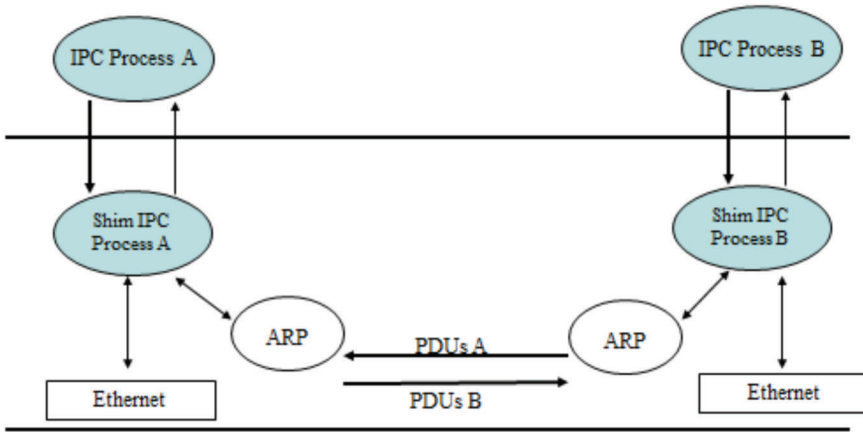 IPC Process A
IPC Process B
Shim IPC
Process A
Shim IPC
Process B
ARP
ARP
PDUs A
PDUs B
Ethernet
Ethernet